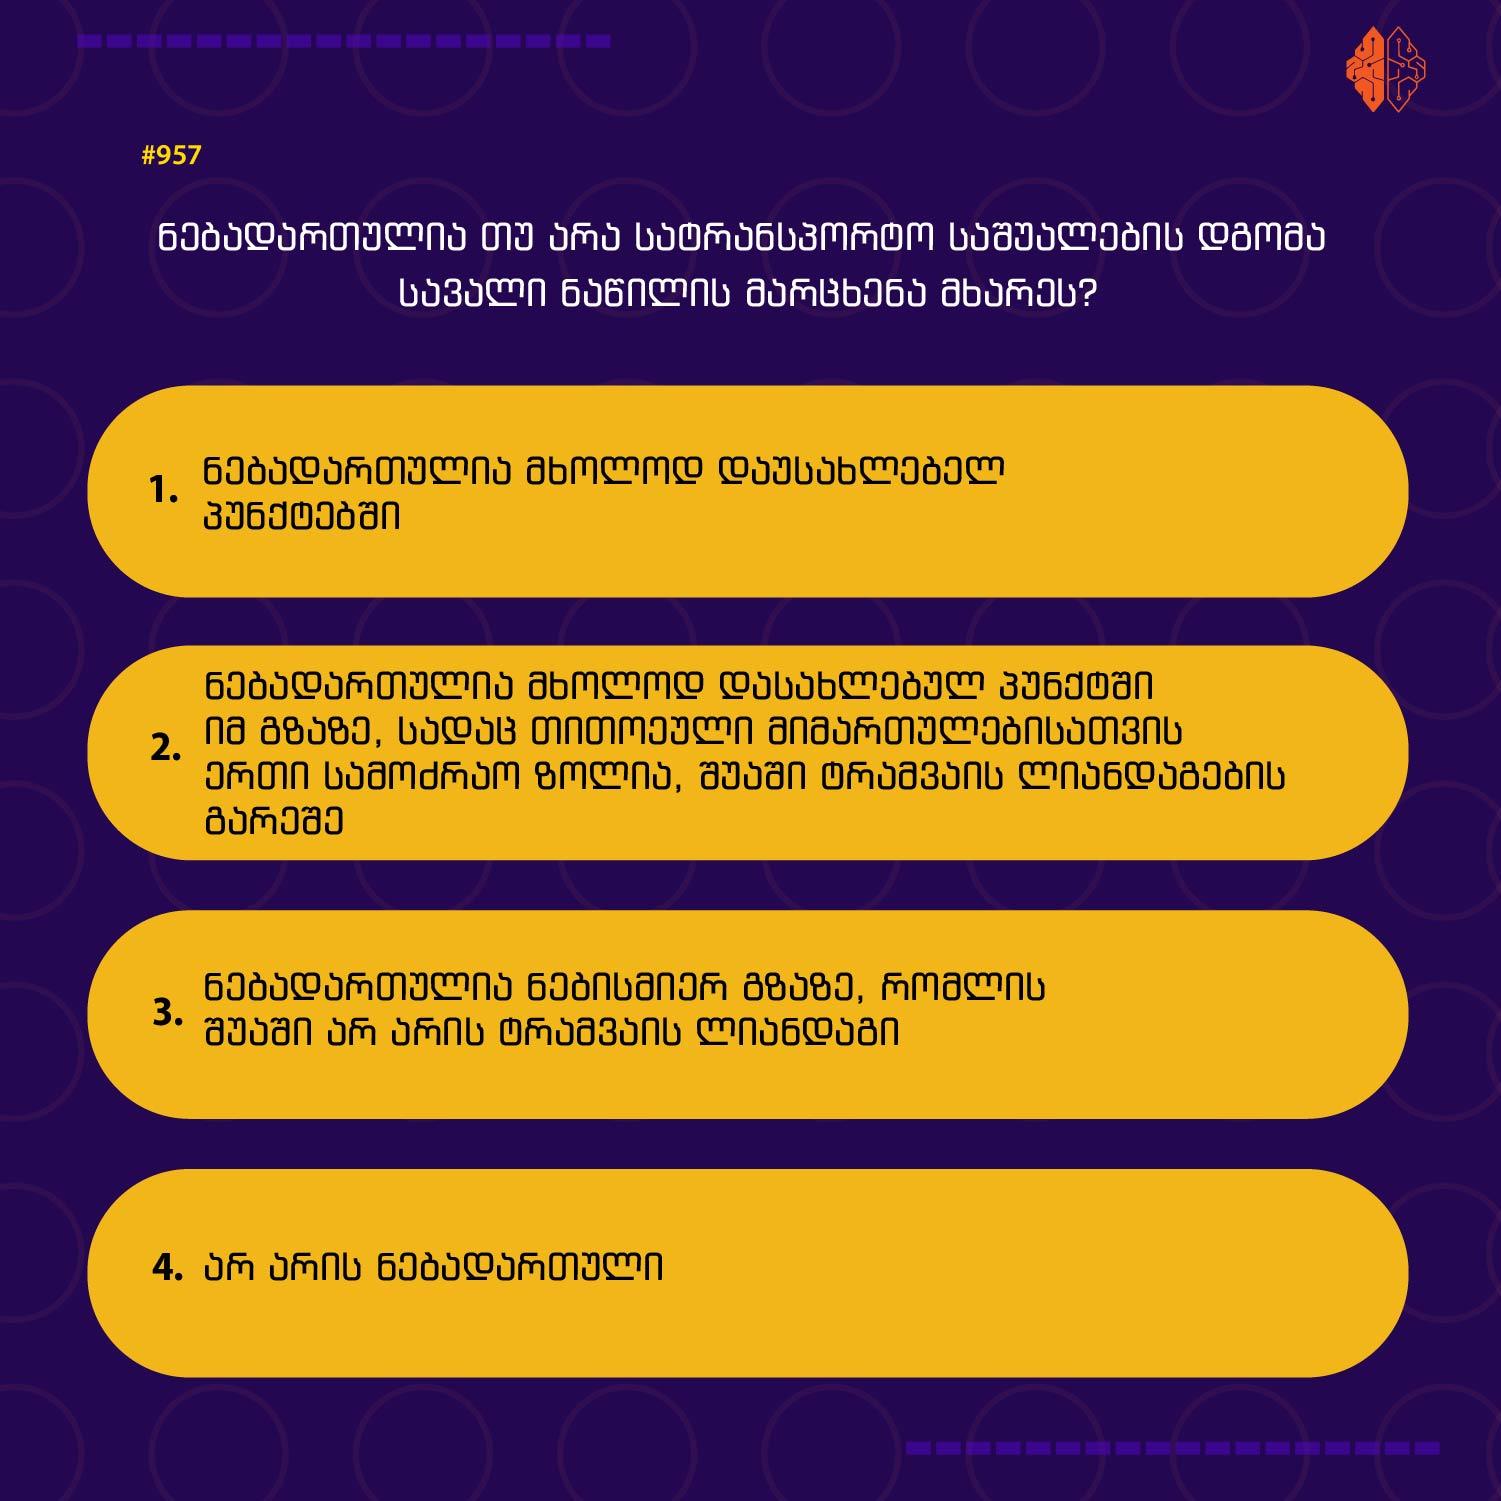 #957
ნებადართულია თუ არა სატრანსპორტო საშუალების დგომა
სავალი ნაწილის მარცხენა მხარეს?
1. ნებადართულია მხოლოდ დაუსახლებელ
პუნქტებში
2. ნებადართულია მხოლოდ დასახლებულ პუნქტში
იმ გზაზე, სადაც თითოეული მიმართულებისათვის
ერთი სამოძრაო ზოლია, შუაში ტრამვაის ლიანდაგების
გარეშე
3. ნებადართულია ნებისმიერ გზაზე, რომლის
შუაში არ არის ტრამვაის ლიანდაგი
4. არ არის ნებადართული